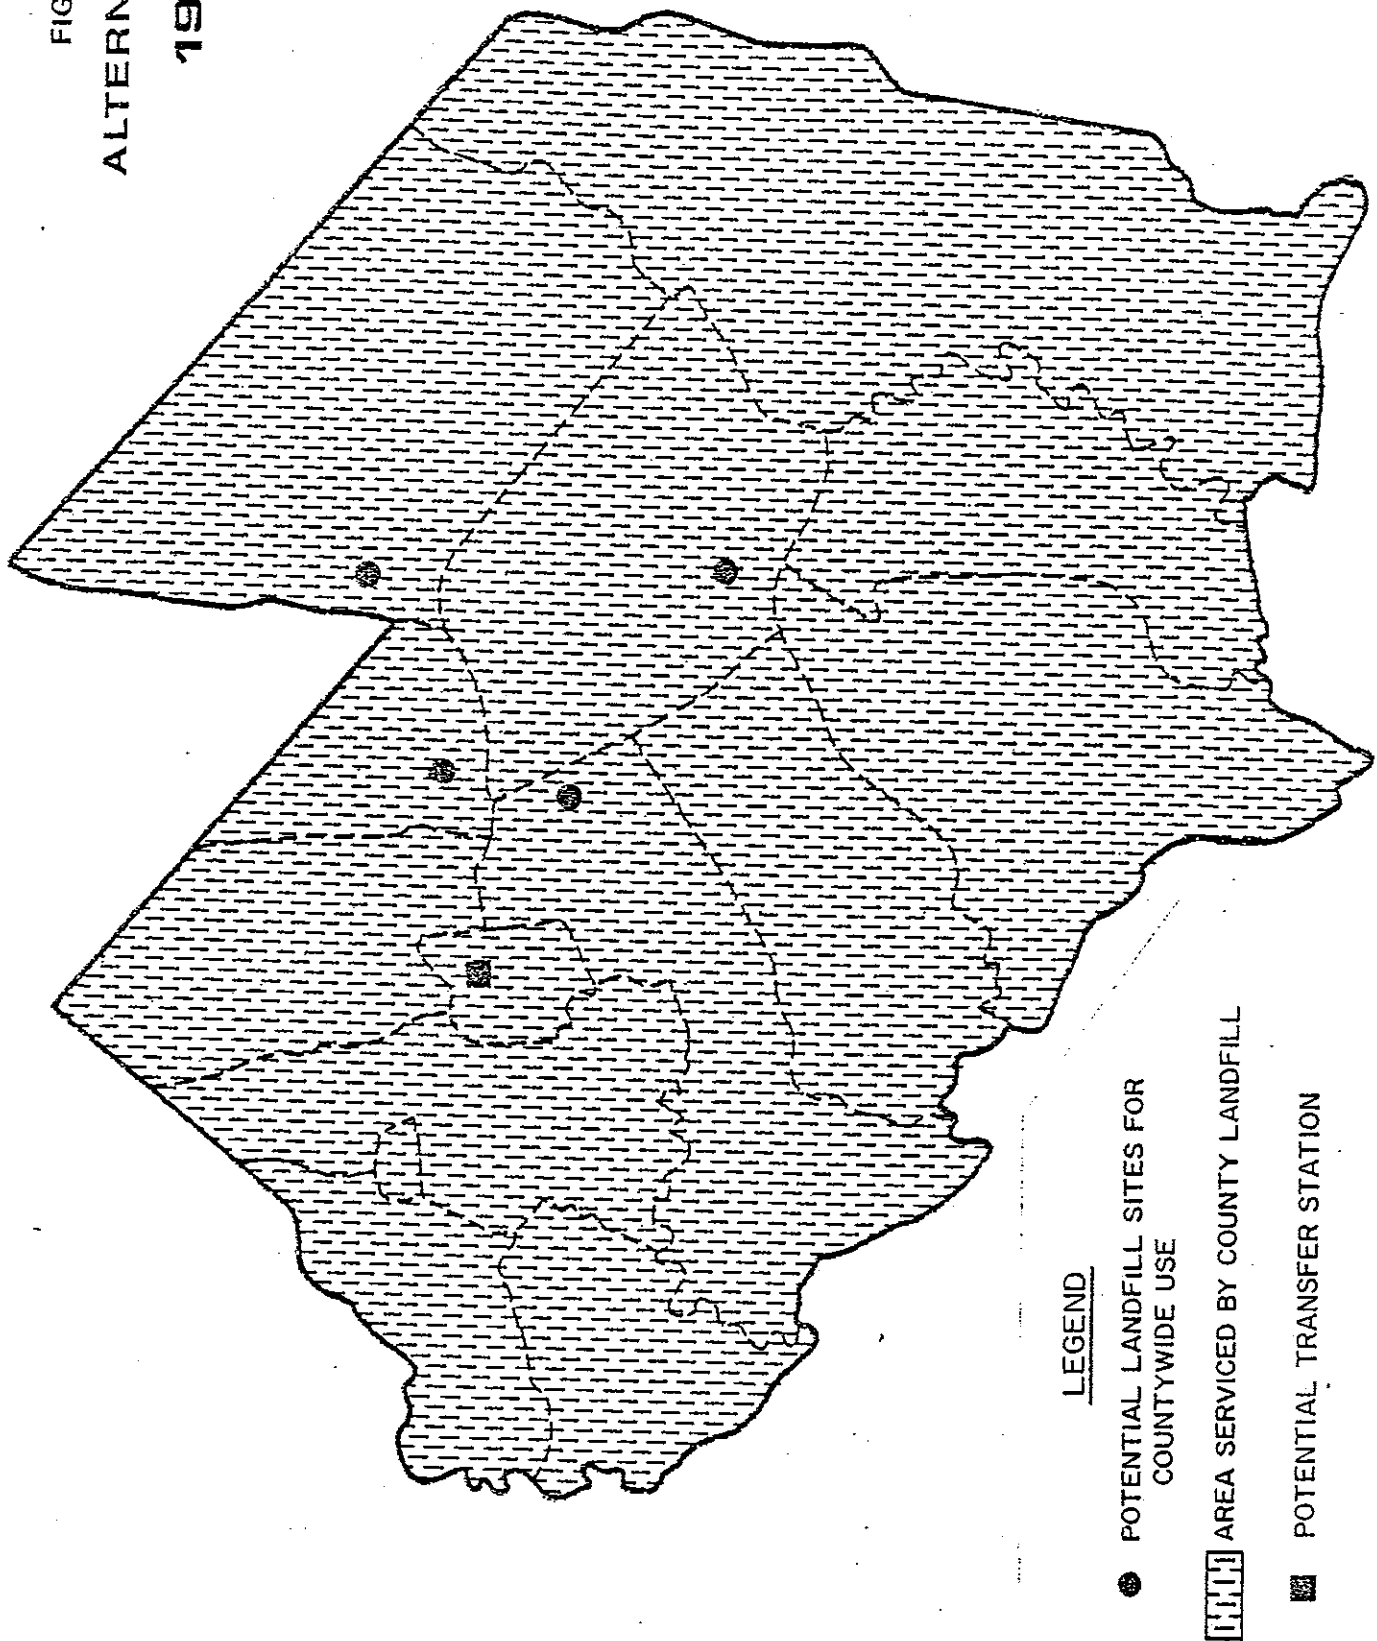 FIG
ALTERN
19
LEGEND
POTENTIAL LANDFILL SITES FOR
COUNTYWIDE USE
AREA SERVICED BY COUNTY LANDFILL
POTENTIAL TRANSFER STATION